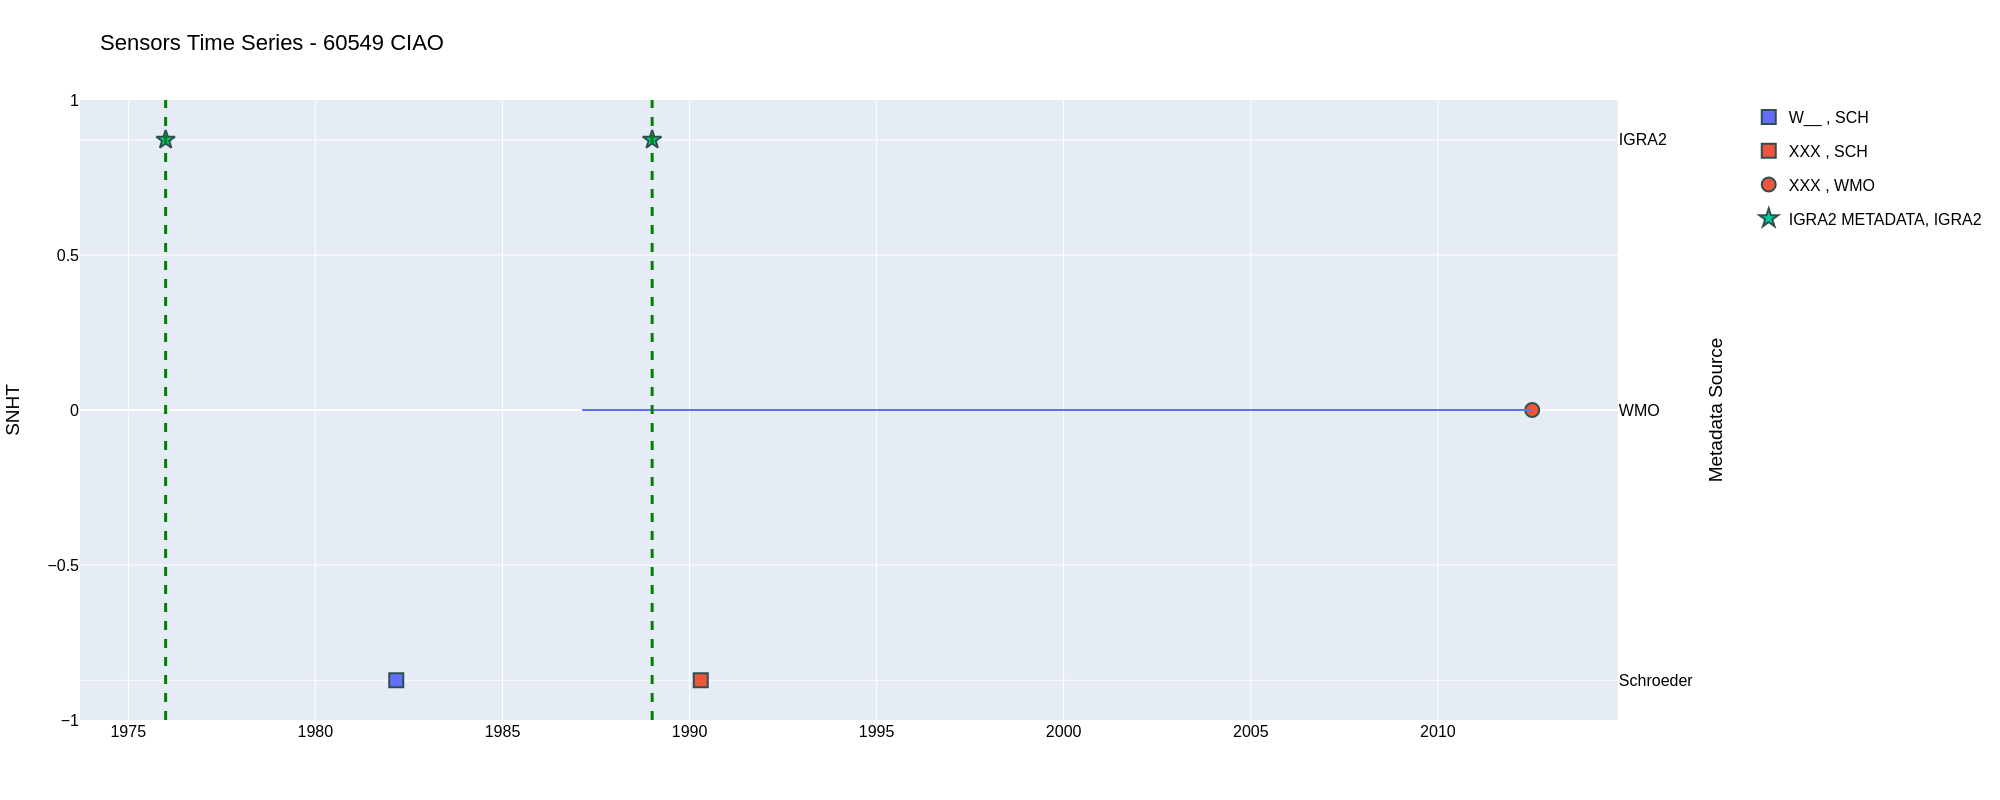 Sensors Time Series - 60549 CIAO
1
0.5
0
−0.5
−1
SNHT
1975
1980
1985
1990
1995
2000
2005
2010
IGRA2
WMO
Schroeder
Metadata Source
W__ , SCH
XXX , SCH
XXX , WMO
IGRA2 METADATA, IGRA2